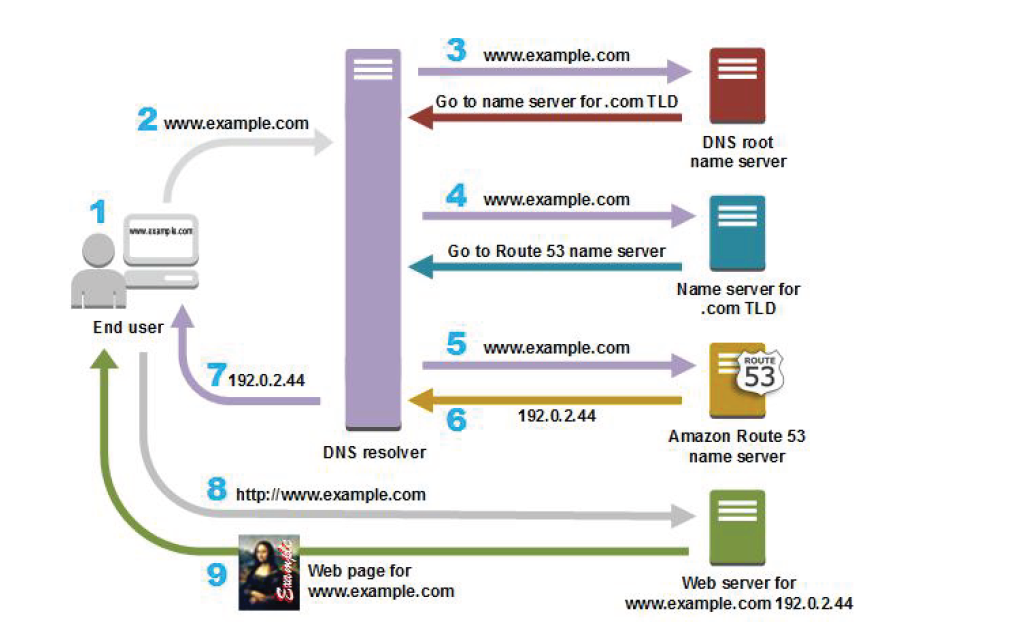 3 www.example.com
Go to name server for .com TLD
DNS root
name server
2 www.example.com
1
www.example.com
End user
4 www.example.com
Go to Route 53 name server
Name server for
.com TLD
5 www.example.com
ROUTE
53
6 192.0.2.44
Amazon Route 53
name server
7 192.0.2.44
DNS resolver
8 http://www.example.com
9
Example
Web page for
www.example.com
Web server for
www.example.com 192.0.2.44